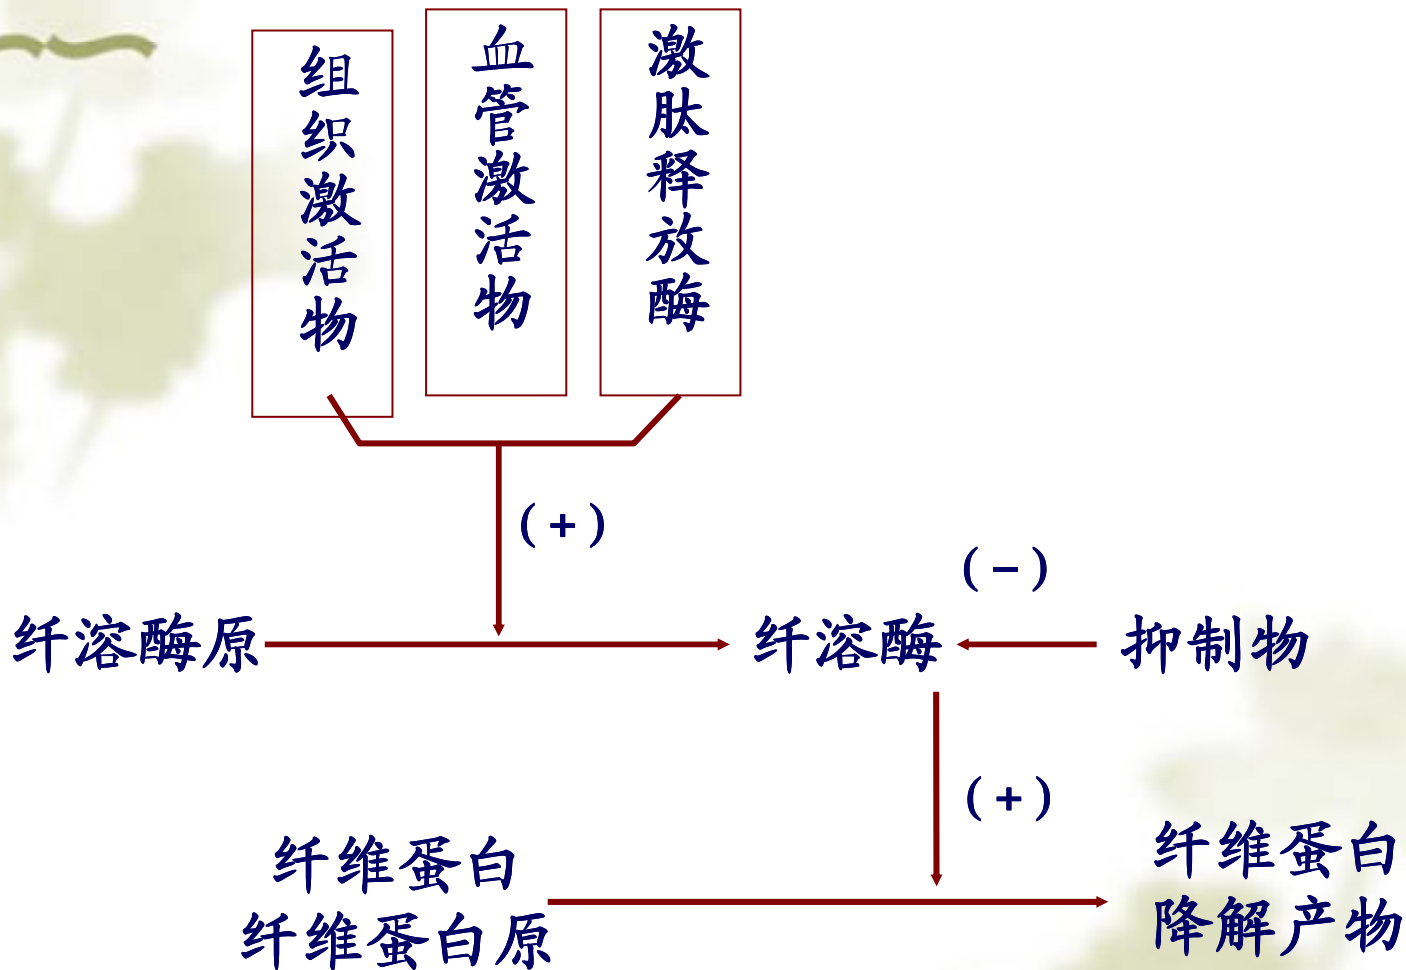 组织激活物
血管激活物
激肽释放酶
(+)
(-)
纤溶酶原
纤溶酶
抑制物
(+)
纤维蛋白
纤维蛋白原
纤维蛋白
降解产物